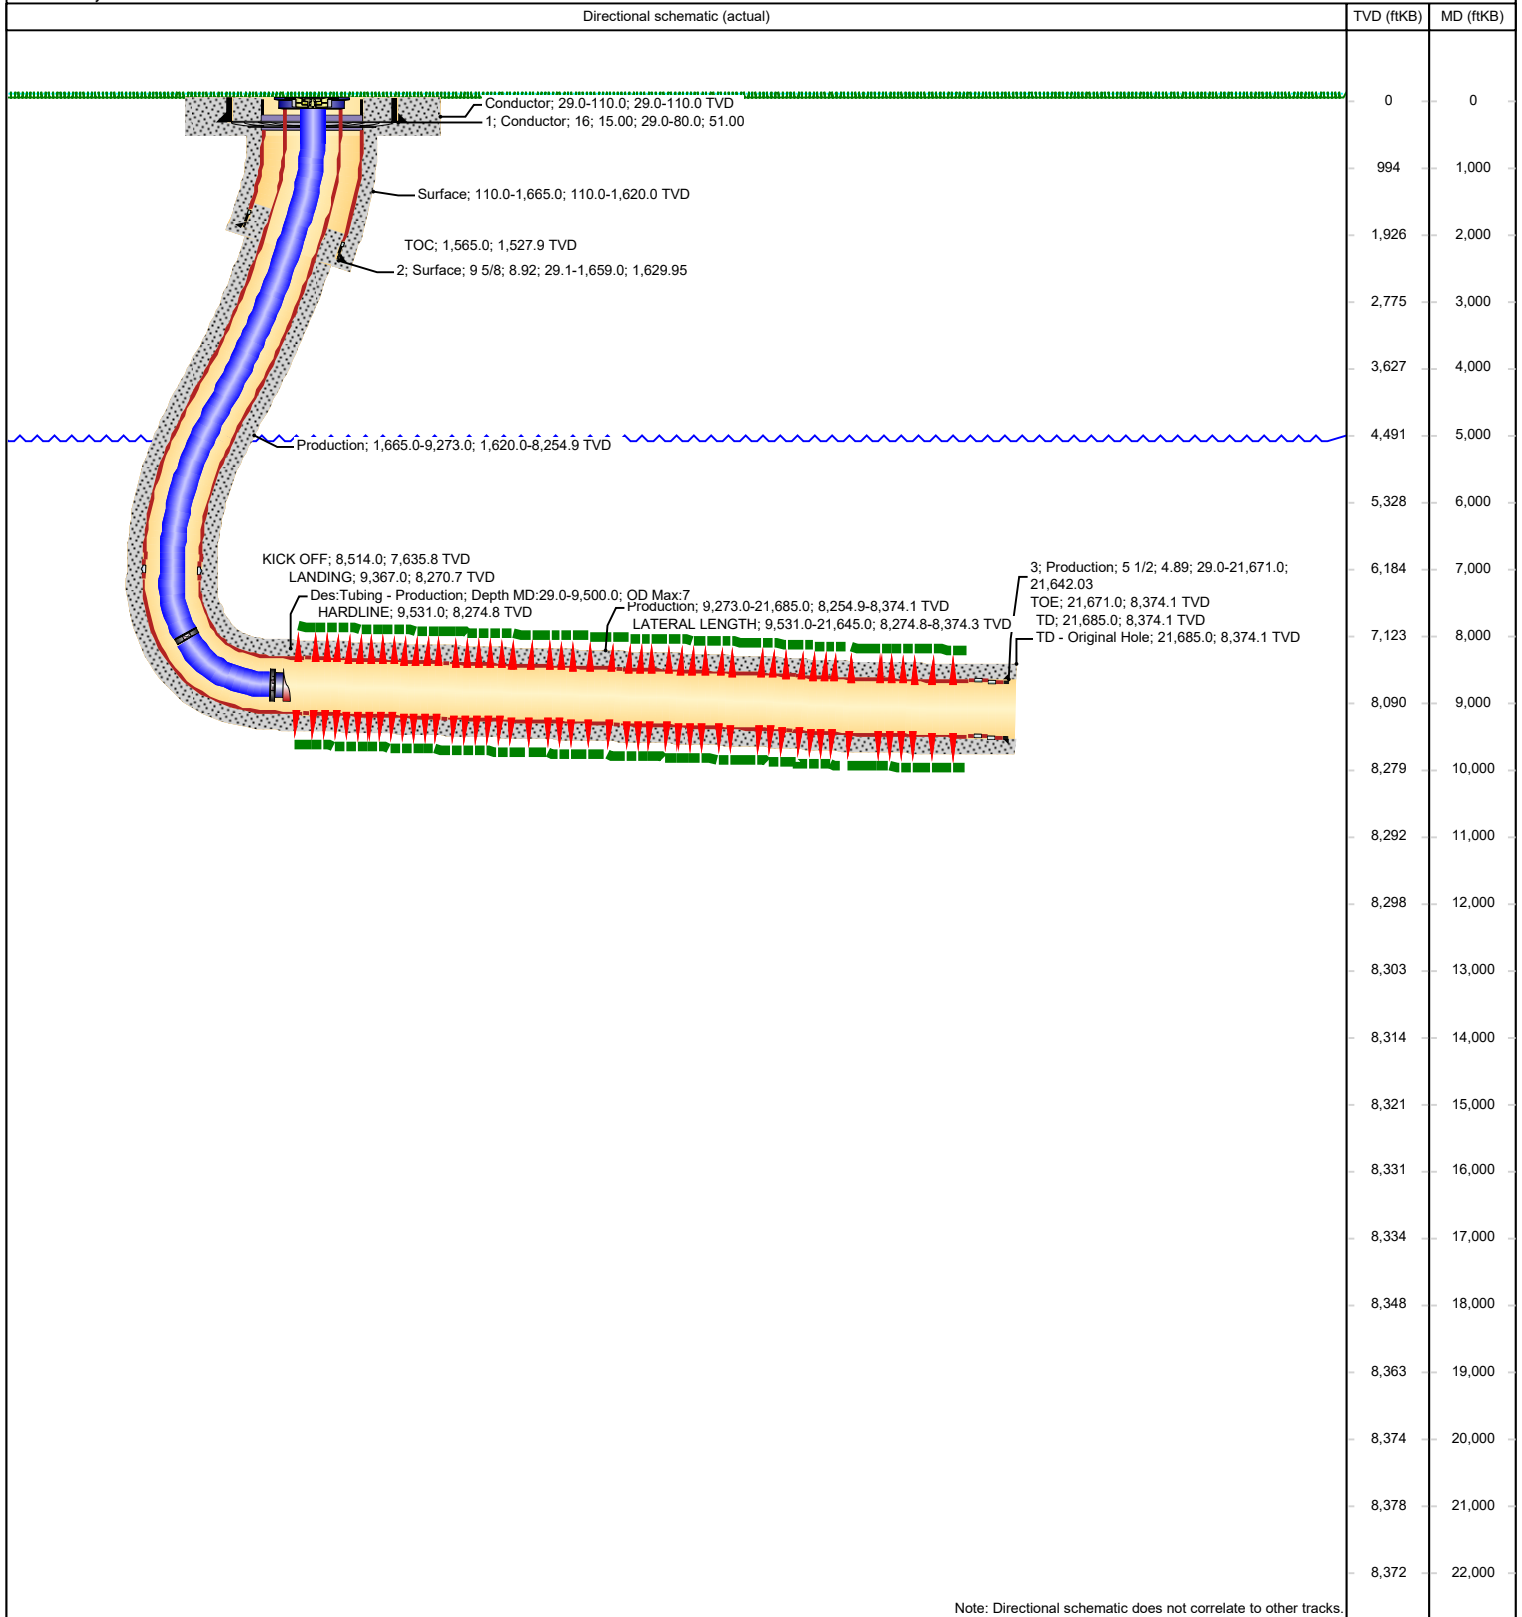 Directional schematic (actual)
TVD (ftKB)
MD (ftKB)
Conductor; 29.0-110.0; 29.0-110.0 TVD
1; Conductor; 16; 15.00; 29.0-80.0; 51.00
Surface; 110.0-1,665.0; 110.0-1,620.0 TVD
TOC; 1,565.0; 1,527.9 TVD
2; Surface; 9 5/8; 8.92; 29.1-1,659.0; 1,629.95
Production; 1,665.0-9,273.0; 1,620.0-8,254.9 TVD
KICK OFF; 8,514.0; 7,635.8 TVD
LANDING; 9,367.0; 8,270.7 TVD
Des:Tubing - Production; Depth MD:29.0-9,500.0; OD Max:7
HARDLINE; 9,531.0; 8,274.8 TVD
Production; 9,273.0-21,685.0; 8,254.9-8,374.1 TVD
LATERAL LENGTH; 9,531.0-21,645.0; 8,274.8-8,374.3 TVD
3; Production; 5 1/2; 4.89; 29.0-21,671.0;
21,642.03
TOE; 21,671.0; 8,374.1 TVD
TD; 21,685.0; 8,374.1 TVD
TD - Original Hole; 21,685.0; 8,374.1 TVD
0 0
994 1,000
1,926 2,000
2,775 3,000
3,627 4,000
4,491 5,000
5,328 6,000
6,184 7,000
7,123 8,000
8,090 9,000
8,279 10,000
8,292 11,000
8,298 12,000
8,303 13,000
8,314 14,000
8,321 15,000
8,331 16,000
8,334 17,000
8,348 18,000
8,363 19,000
8,374 20,000
8,378 21,000
8,372 22,000
Note: Directional schematic does not correlate to other tracks.